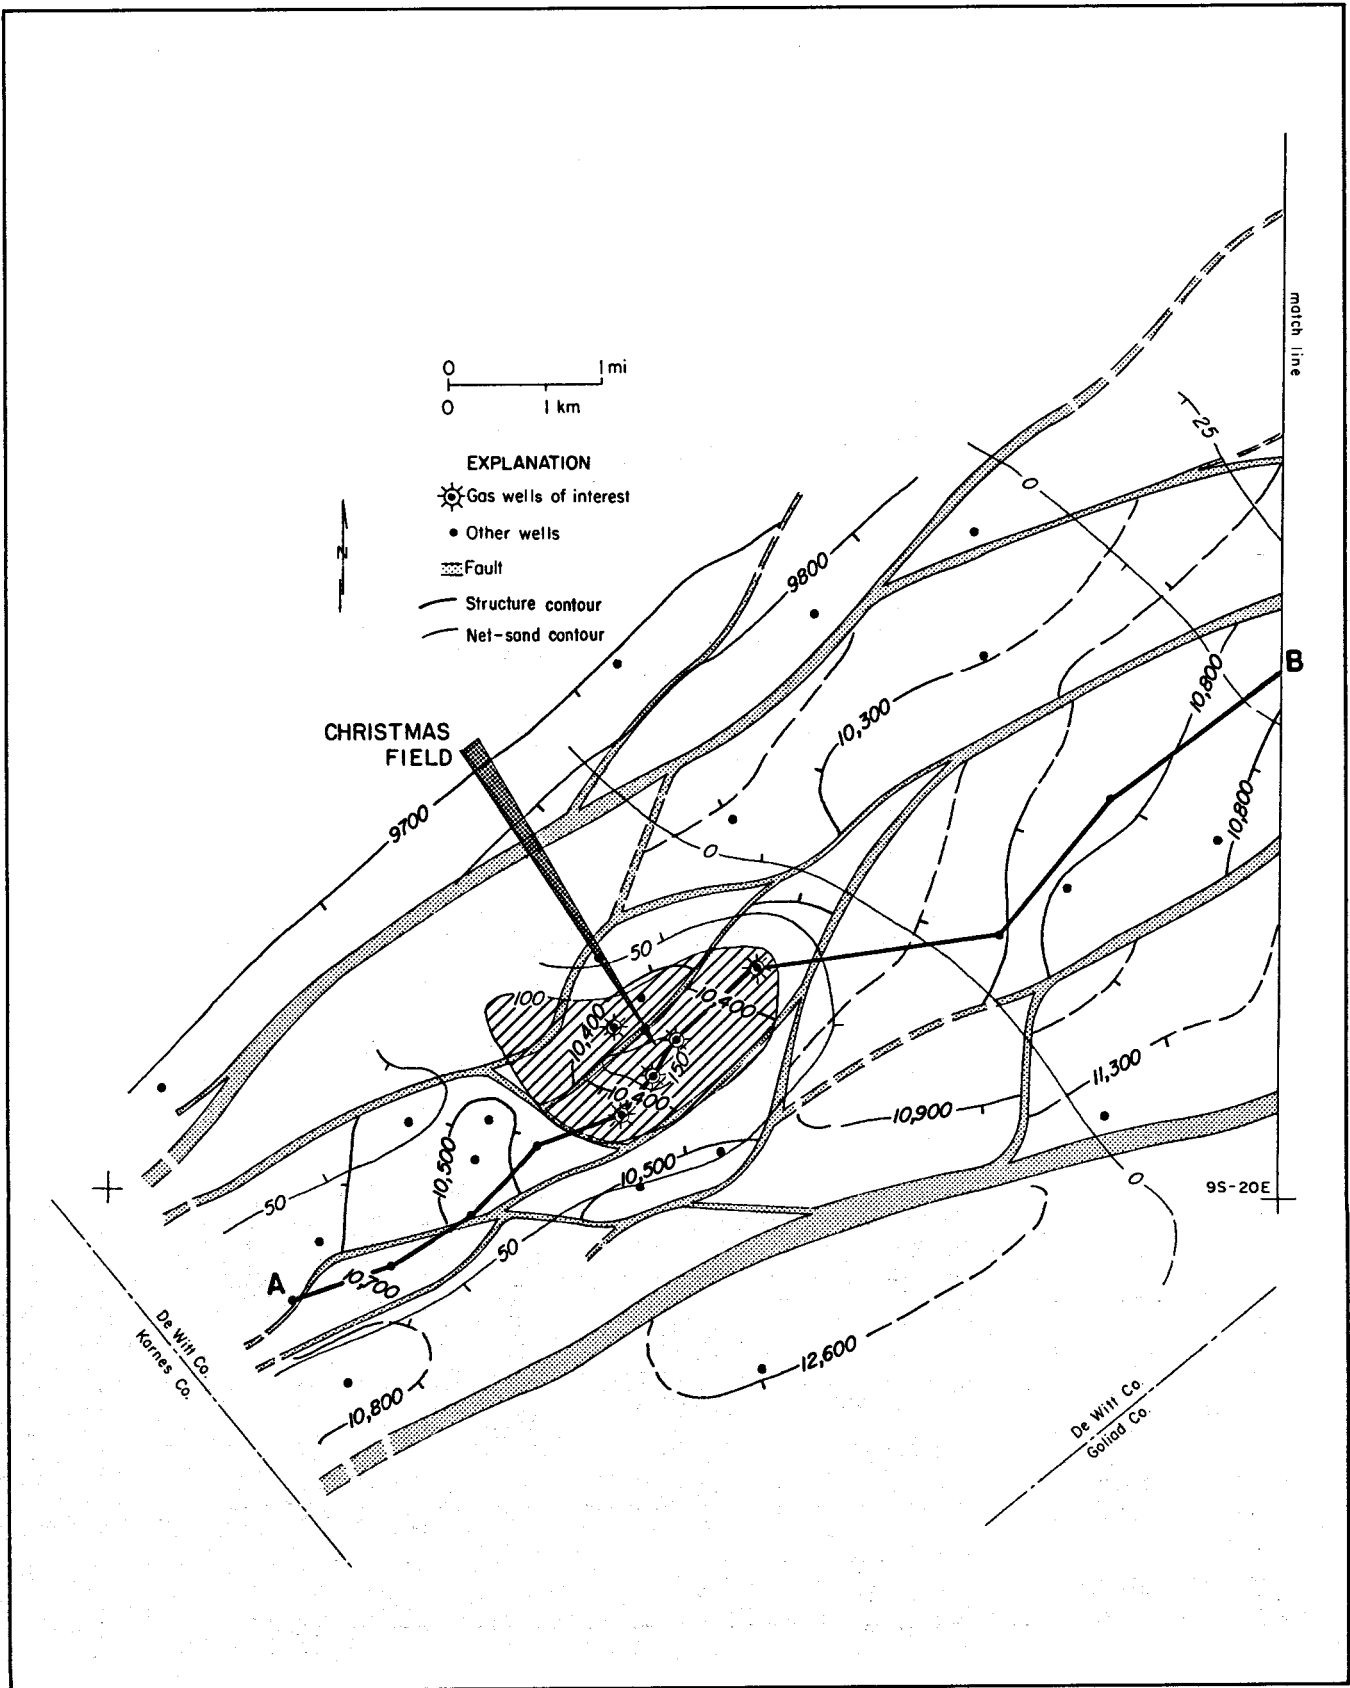 match line
0 1 mi
0 1 km
EXPLANATION
Gas wells of interest
Other wells
Fault
Structure contour
Net-sand contour
N
25
0
9800
B
10,800
10,300
CHRISTMAS
FIELD
9700
10,800
0
50
100
10,400
10,400
150
10,400
11,300
10,900
10,500
10,500
0
9S-20E
50
50
A
10,700
De Witt Co.
Karnes Co.
12,600
10,800
De Witt Co.
Goliad Co.